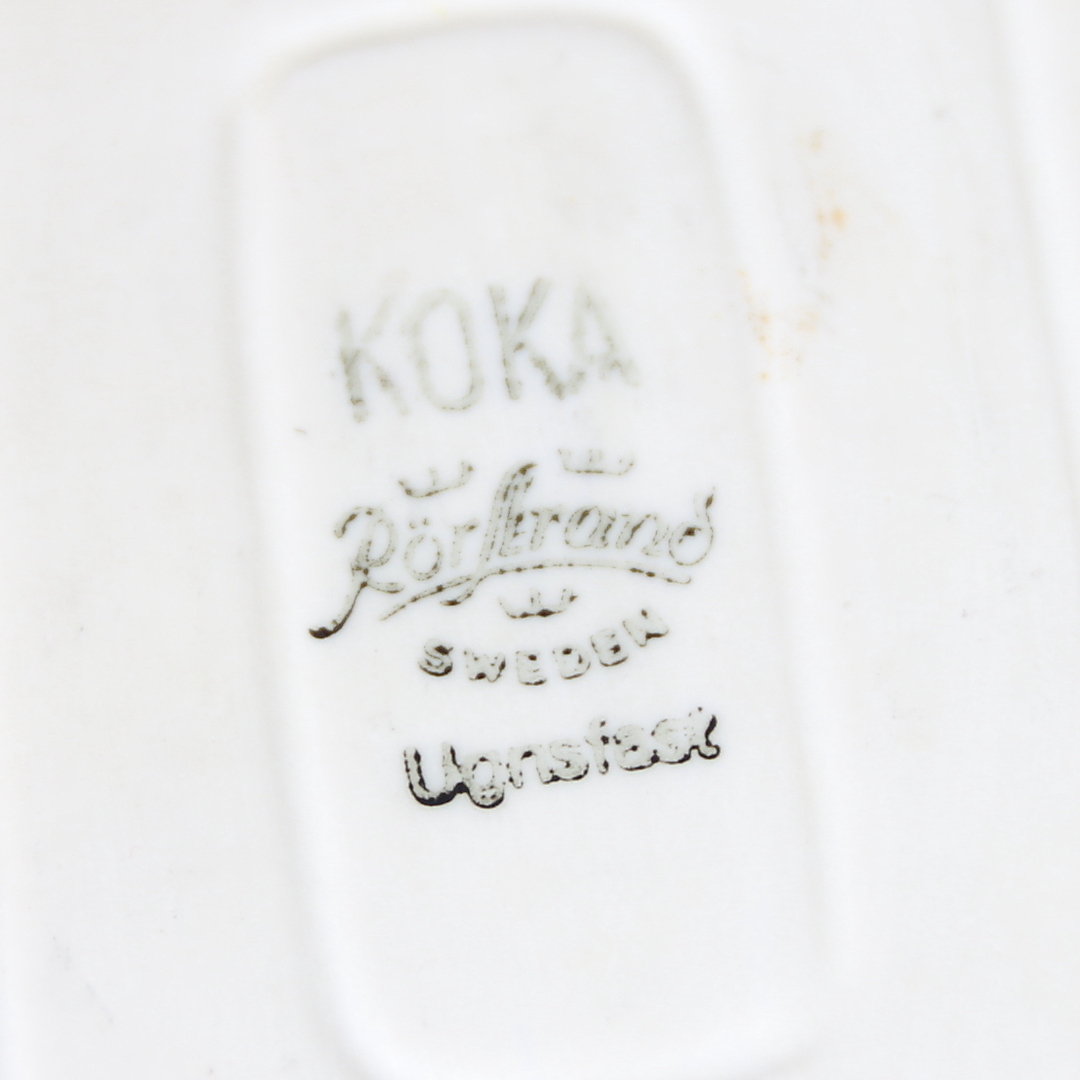 KOKA
Rörstrand
SWEDEN
Ugnsfast